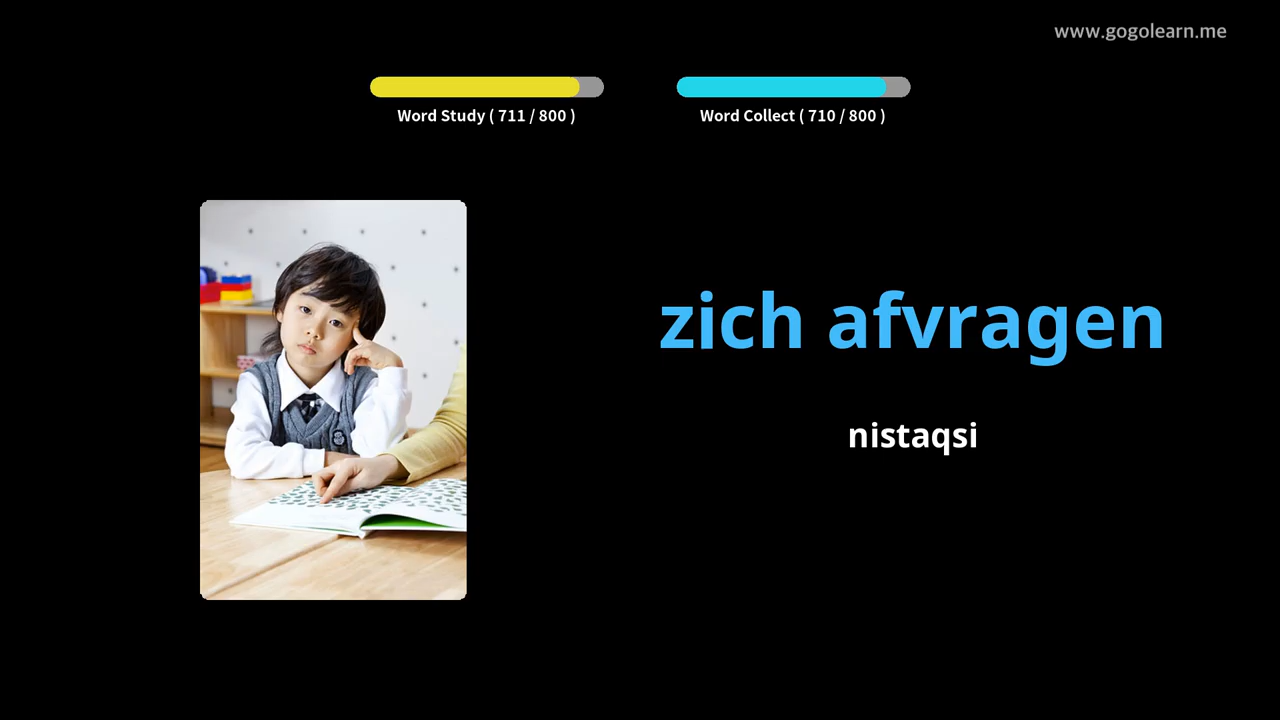 www.gogolearn.me
Word Study ( 711 / 800 )
Word Collect ( 710 / 800 )
zich afvragen
nistaqsi